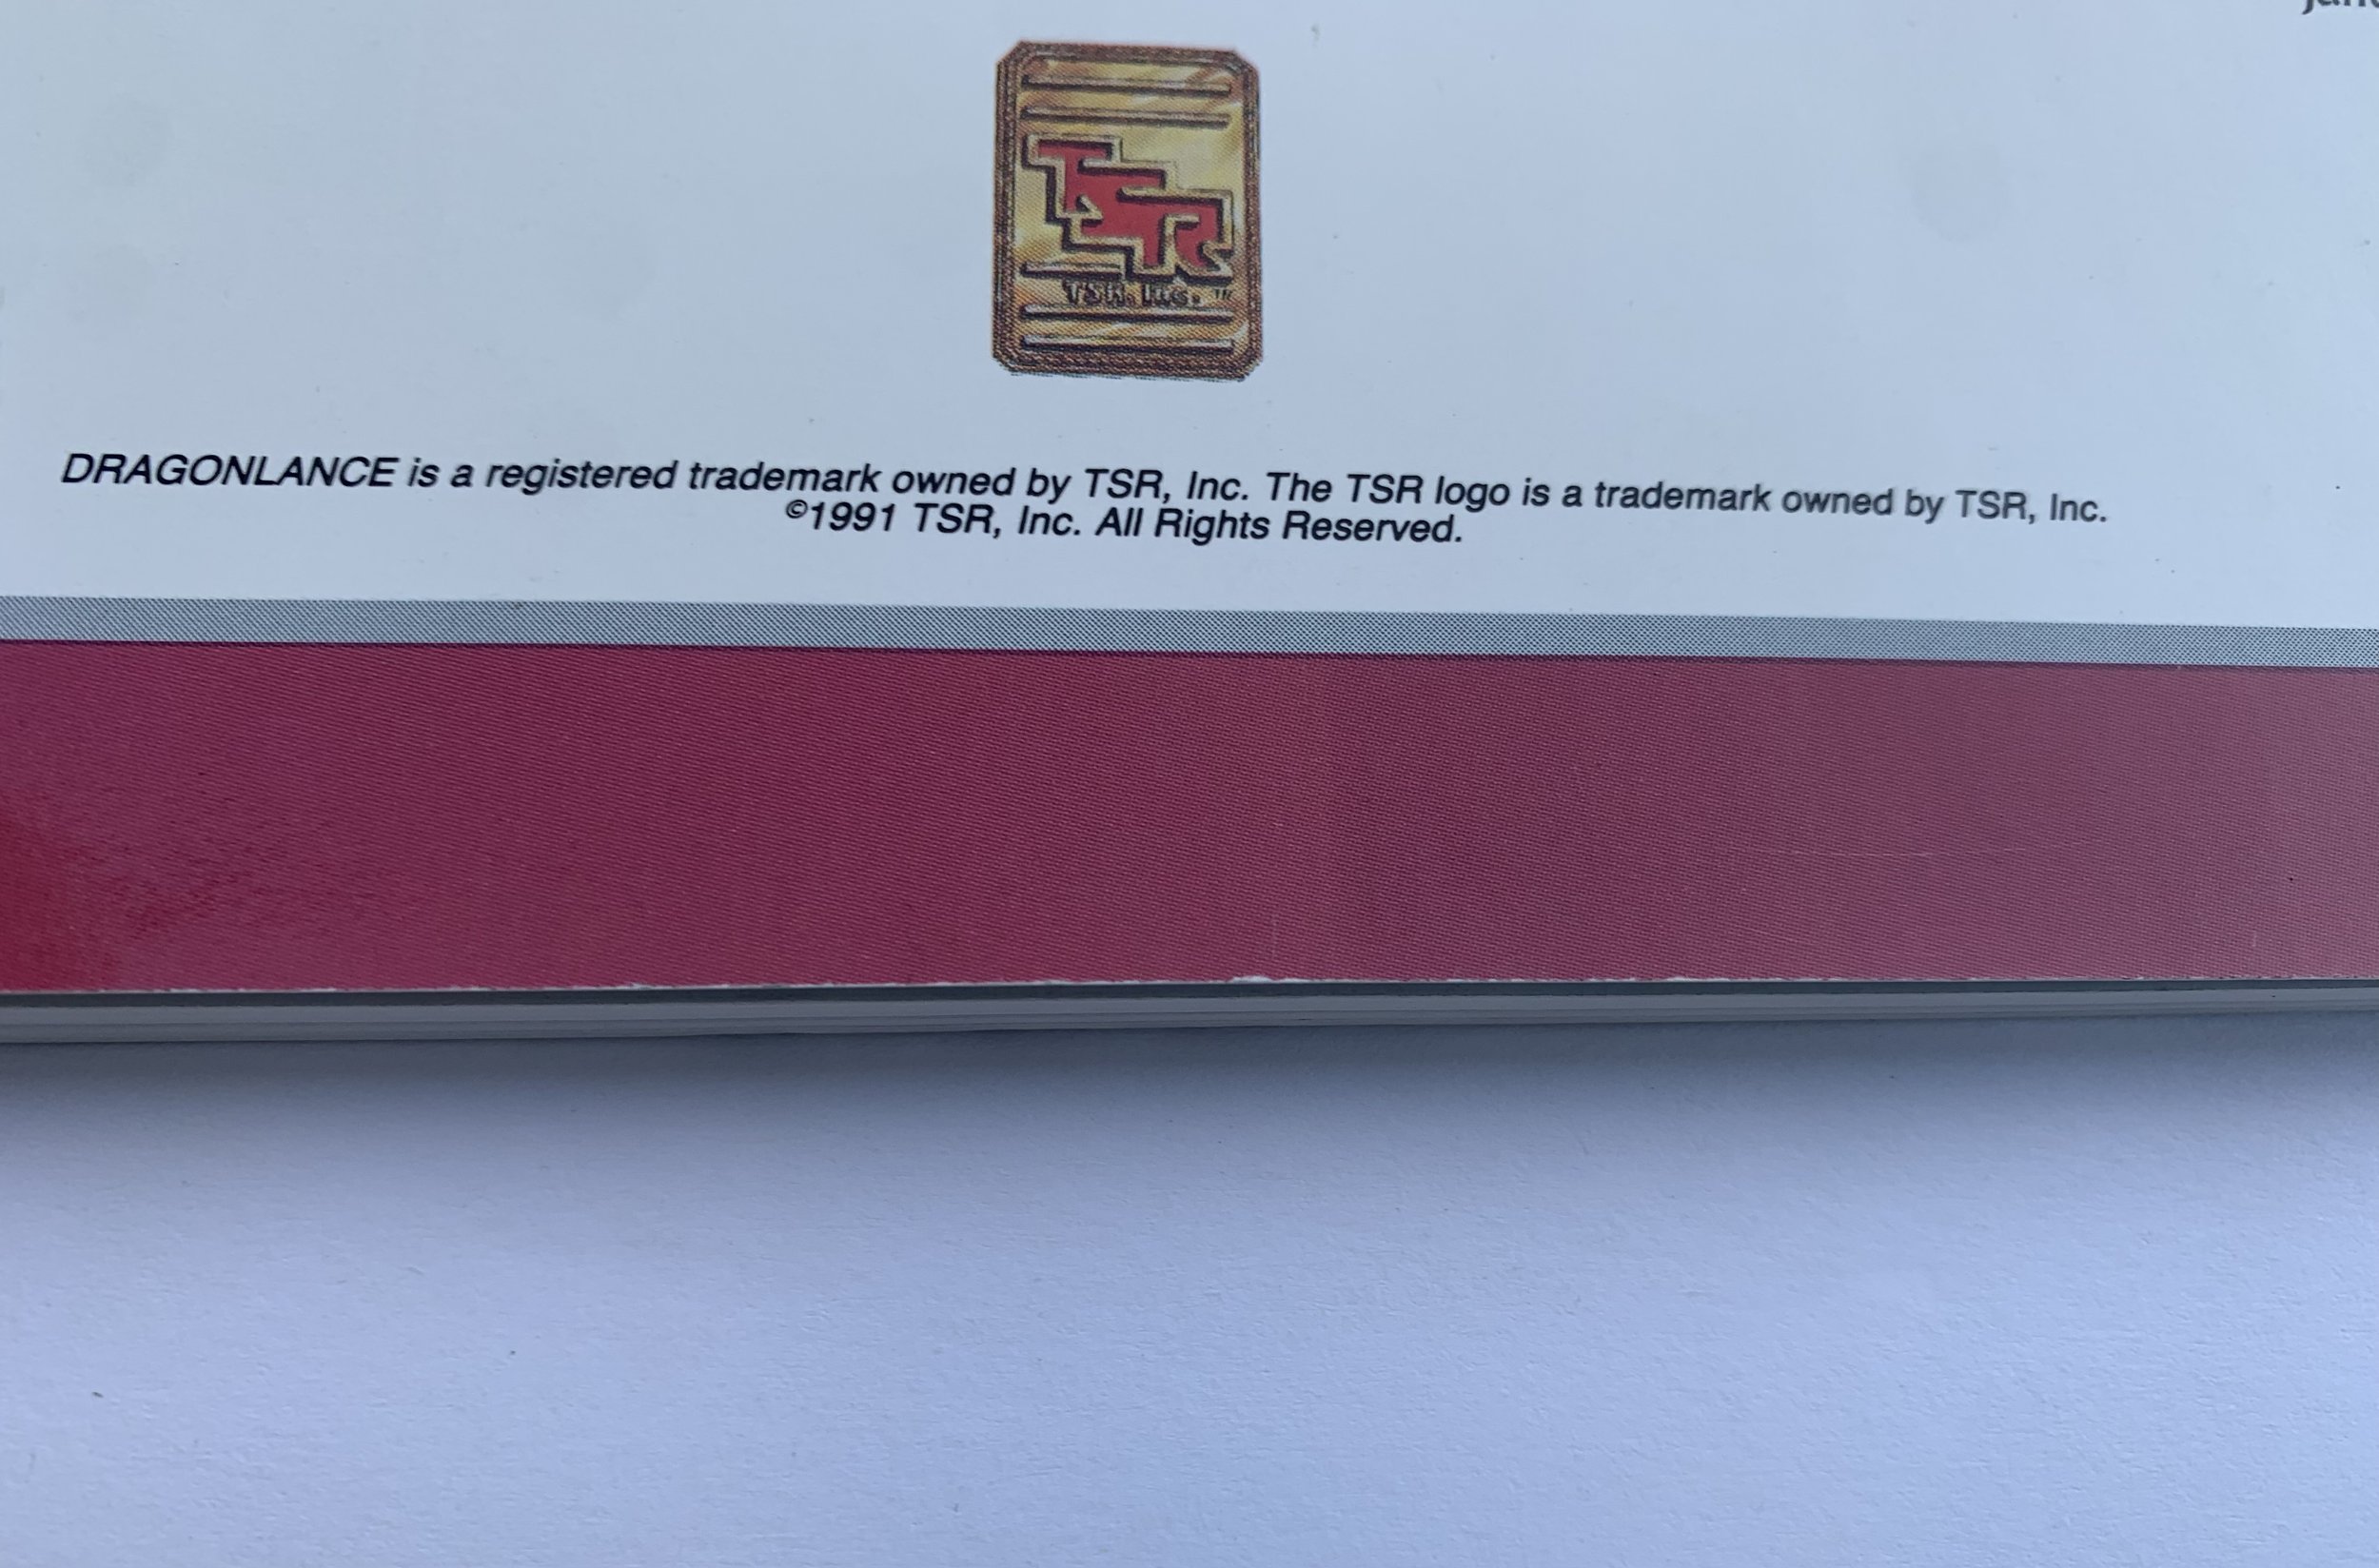 TSR
TSR, Inc. ™
DRAGONLANCE is a registered trademark owned by TSR, Inc. The TSR logo is a trademark owned by TSR, Inc.
©1991 TSR, Inc. All Rights Reserved.